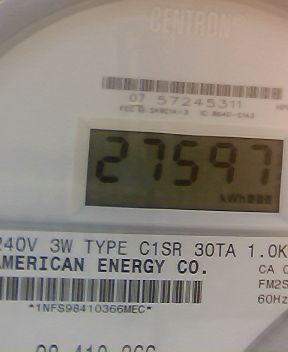 CENTRON
07 57245311
27597
kWh
240V 3W TYPE C1SR 30TA 1.0K
AMERICAN ENERGY CO.
CA
FM2S
60Hz
*1NFS98410366MEC*